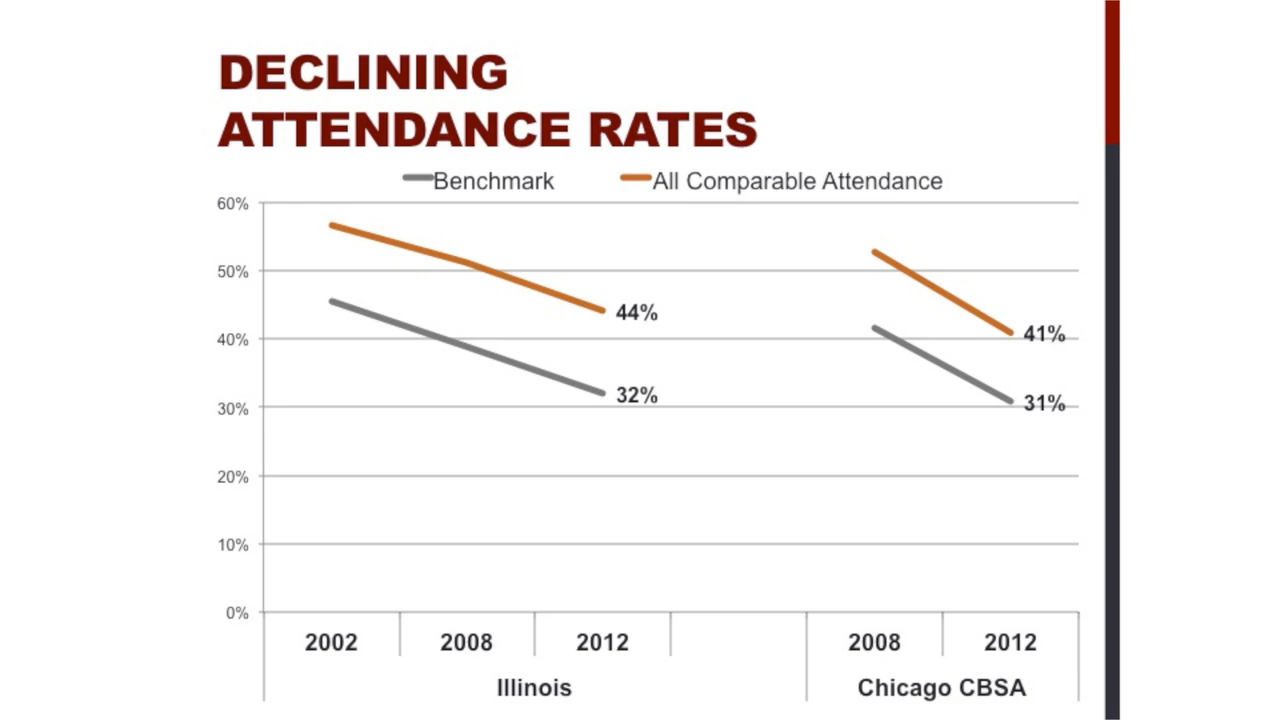 DECLINING
ATTENDANCE RATES
Benchmark All Comparable Attendance
60%
50%
44%
41%
40%
32%
31%
30%
20%
10%
0%
2002 2008 2012 2008 2012
Illinois Chicago CBSA